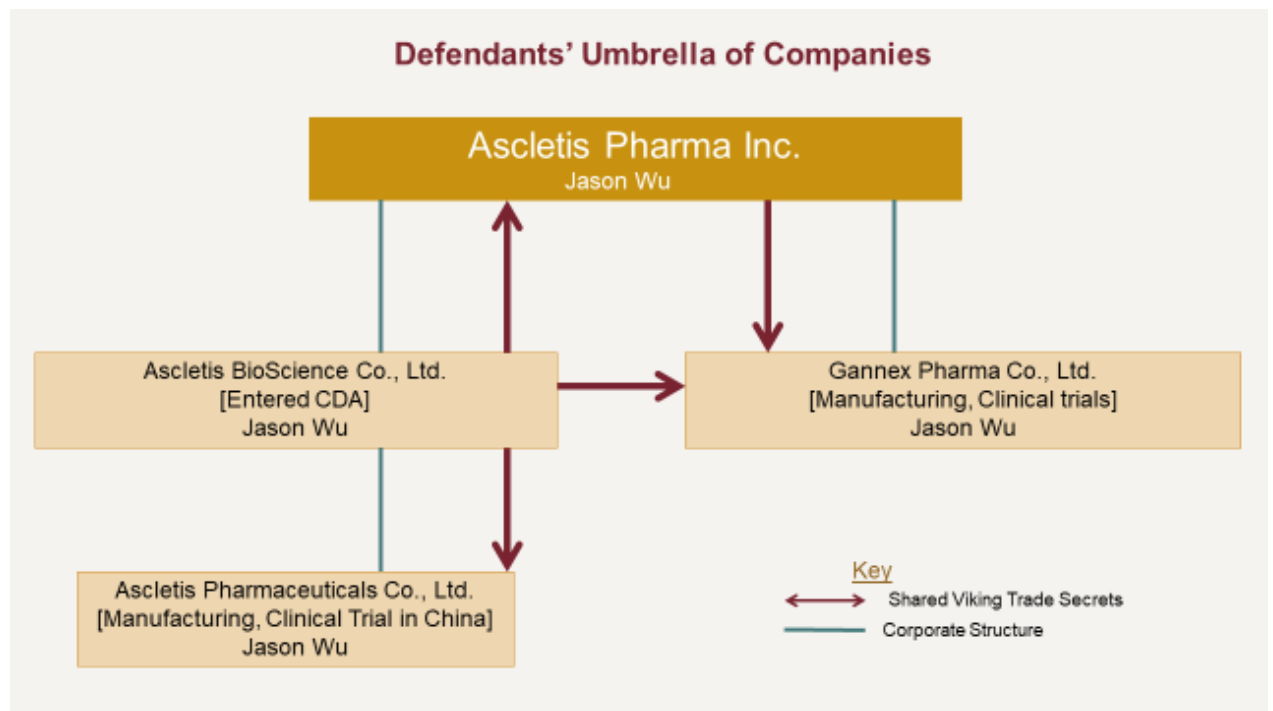 Defendants' Umbrella of Companies
Ascletis Pharma Inc.
Jason Wu
Ascletis BioScience Co., Ltd.
[Entered CDA]
Jason Wu
Gannex Pharma Co., Ltd.
[Manufacturing, Clinical trials]
Jason Wu
Ascletis Pharmaceuticals Co., Ltd.
[Manufacturing, Clinical Trial in China]
Jason Wu
Key
Shared Viking Trade Secrets
Corporate Structure